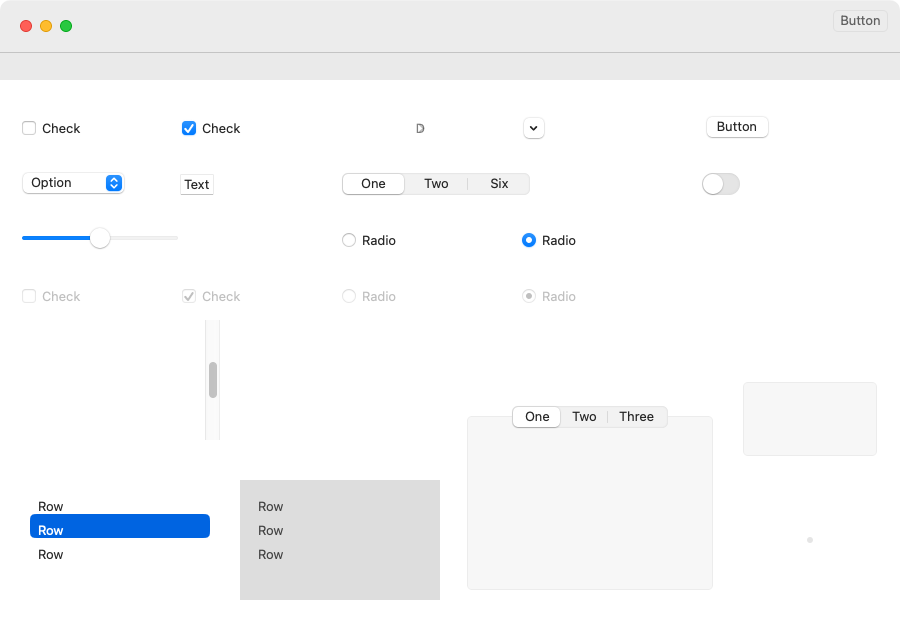 Button
Check Check D Button
Option Text One Two Six
Radio Radio
Check Check Radio Radio
One Two Three
Row Row
Row Row
Row Row